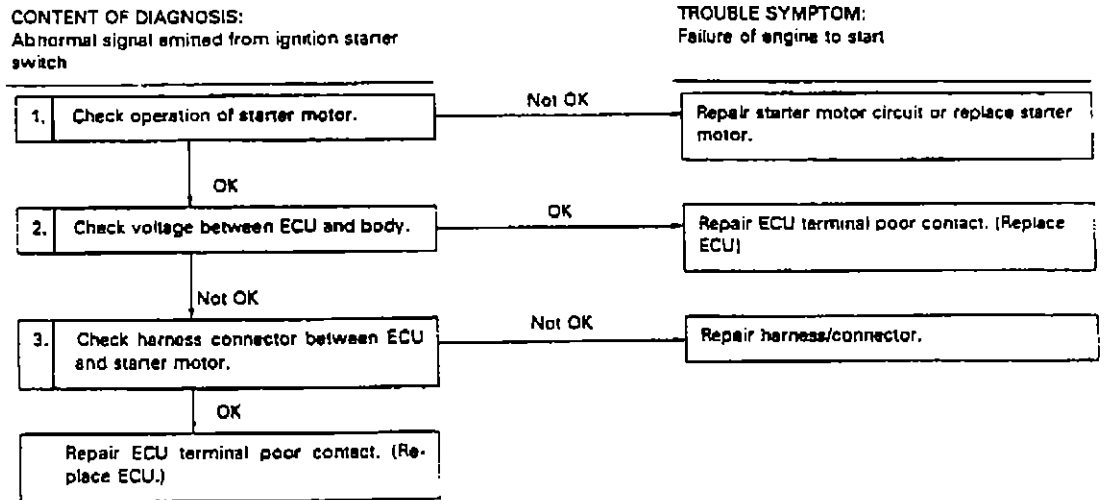 CONTENT OF DIAGNOSIS:
Abnormal signal emitted from ignition starter
switch
TROUBLE SYMPTOM:
Failure of engine to start
1. Check operation of starter motor.
Not OK
Repair starter motor circuit or replace starter
motor.
OK
2. Check voltage between ECU and body.
OK
Repair ECU terminal poor contact. (Replace
ECU)
Not OK
3. Check harness connector between ECU
and starter motor.
Not OK
Repair harness/connector.
OK
Repair ECU terminal poor contact. (Re-
place ECU.)